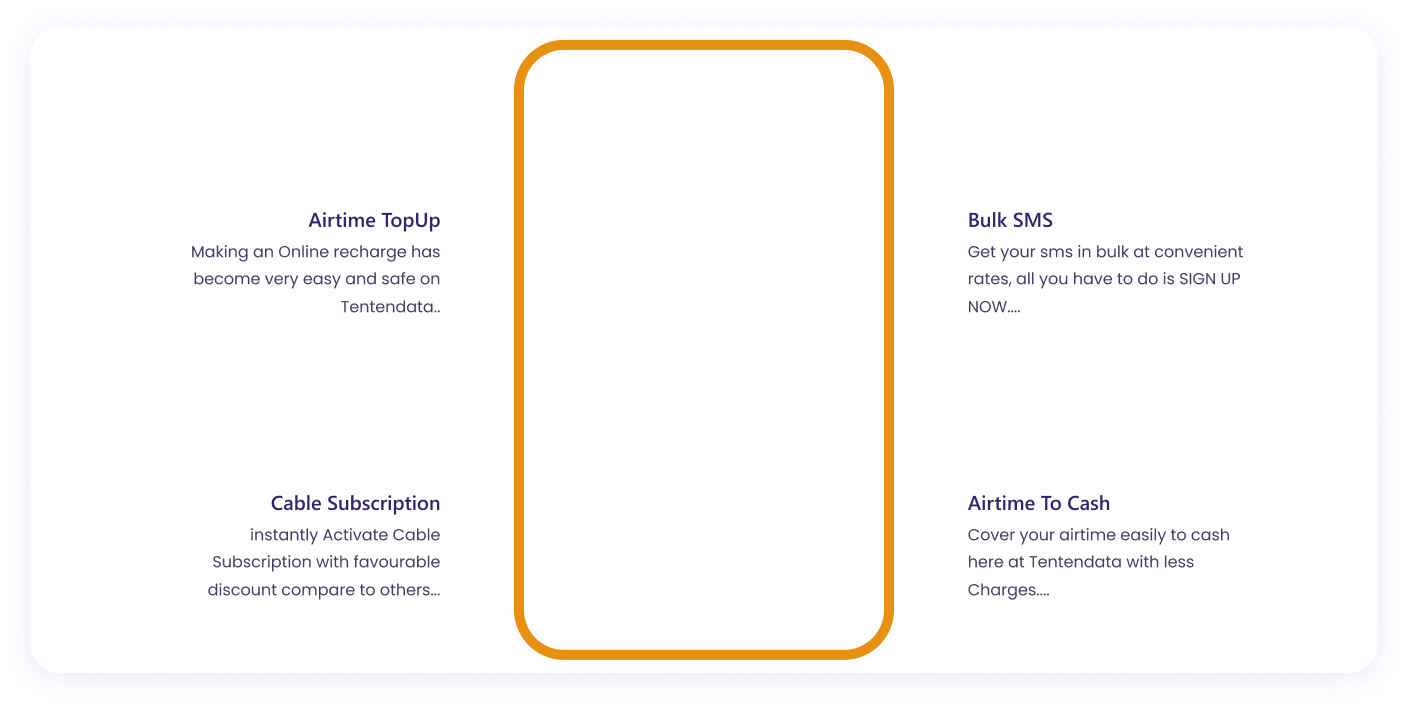 Airtime TopUp
Making an Online recharge has
become very easy and safe on
Tentendata..
Cable Subscription
instantly Activate Cable
Subscription with favourable
discount compare to others...
Bulk SMS
Get your sms in bulk at convenient
rates, all you have to do is SIGN UP
NOW....
Airtime To Cash
Cover your airtime easily to cash
here at Tentendata with less
Charges....